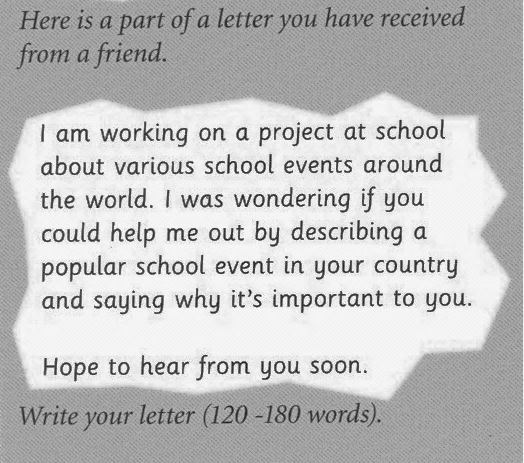 Here is a part of a letter you have received
from a friend.
I am working on a project at school
about various school events around
the world. I was wondering if you
could help me out by describing a
popular school event in your country
and saying why it's important to you.
Hope to hear from you soon.
Write your letter (120 -180 words).